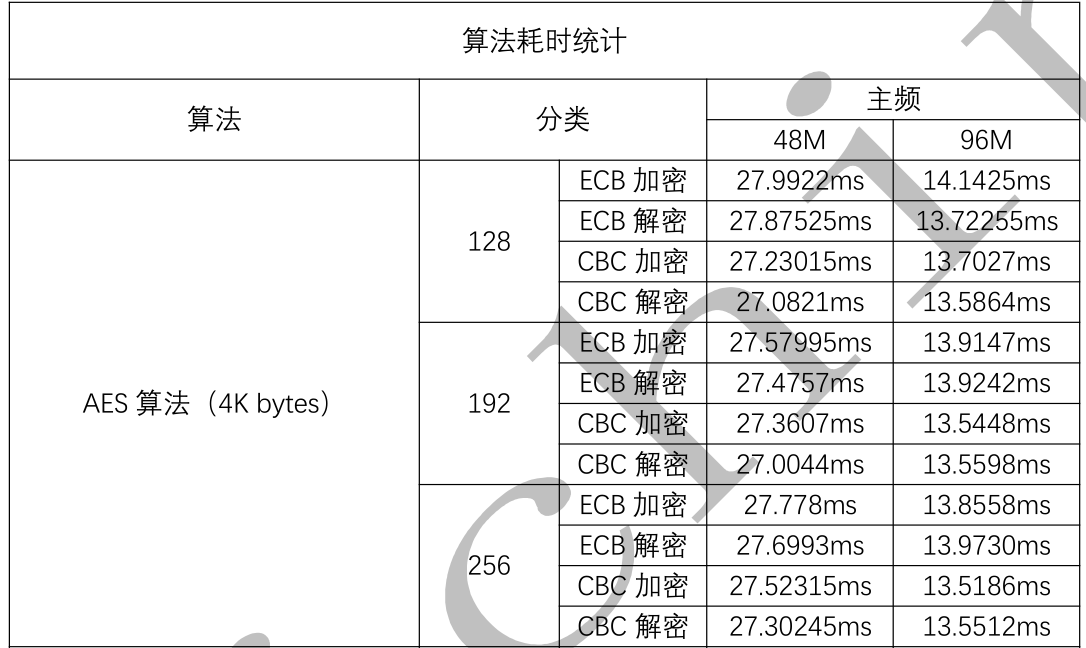 算法耗时统计
算法 分类 主频
48M 96M
AES 算法（4K bytes） 128 ECB 加密 27.9922ms 14.1425ms
ECB 解密 27.87525ms 13.72255ms
CBC 加密 27.23015ms 13.7027ms
CBC 解密 27.0821ms 13.5864ms
192 ECB 加密 27.57995ms 13.9147ms
ECB 解密 27.4757ms 13.9242ms
CBC 加密 27.3607ms 13.5448ms
CBC 解密 27.0044ms 13.5598ms
256 ECB 加密 27.778ms 13.8558ms
ECB 解密 27.6993ms 13.9730ms
CBC 加密 27.52315ms 13.5186ms
CBC 解密 27.30245ms 13.5512ms